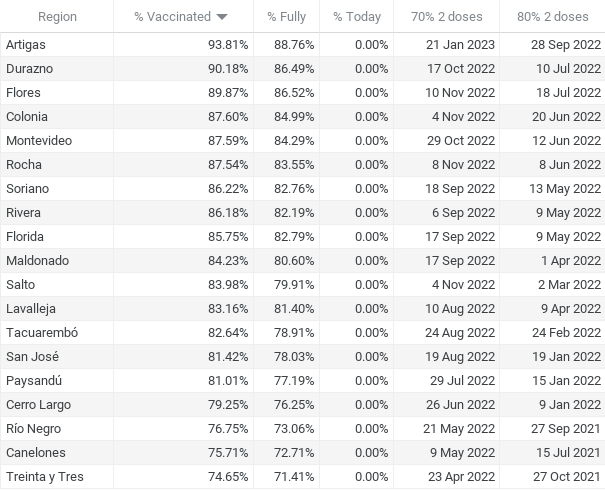 Region % Vaccinated % Fully % Today 70% 2 doses 80% 2 doses
Artigas 93.81% 88.76% 0.00% 21 Jan 2023 28 Sep 2022
Durazno 90.18% 86.49% 0.00% 17 Oct 2022 10 Jul 2022
Flores 89.87% 86.52% 0.00% 10 Nov 2022 18 Jul 2022
Colonia 87.60% 84.99% 0.00% 4 Nov 2022 20 Jun 2022
Montevideo 87.59% 84.29% 0.00% 29 Oct 2022 12 Jun 2022
Rocha 87.54% 83.55% 0.00% 8 Nov 2022 8 Jun 2022
Soriano 86.22% 82.76% 0.00% 18 Sep 2022 13 May 2022
Rivera 86.18% 82.19% 0.00% 6 Sep 2022 9 May 2022
Florida 85.75% 82.79% 0.00% 17 Sep 2022 9 May 2022
Maldonado 84.23% 80.60% 0.00% 17 Sep 2022 1 Apr 2022
Salto 83.98% 79.91% 0.00% 4 Nov 2022 2 Mar 2022
Lavalleja 83.16% 81.40% 0.00% 10 Aug 2022 9 Apr 2022
Tacuarembó 82.64% 78.91% 0.00% 24 Aug 2022 24 Feb 2022
San José 81.42% 78.03% 0.00% 19 Aug 2022 19 Jan 2022
Paysandú 81.01% 77.19% 0.00% 29 Jul 2022 15 Jan 2022
Cerro Largo 79.25% 76.25% 0.00% 26 Jun 2022 9 Jan 2022
Río Negro 76.75% 73.06% 0.00% 21 May 2022 27 Sep 2021
Canelones 75.71% 72.71% 0.00% 9 May 2022 15 Jul 2021
Treinta y Tres 74.65% 71.41% 0.00% 23 Apr 2022 27 Oct 2021